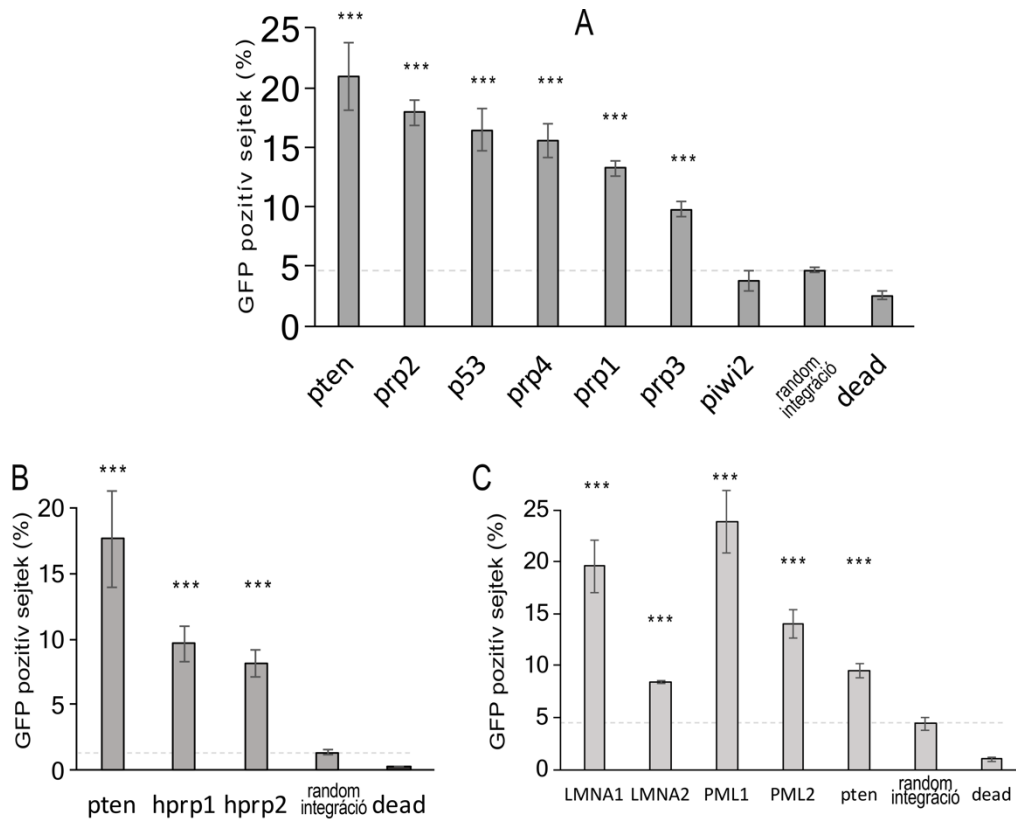 A
GFP pozitív sejtek (%)
25
20
15
10
5
0
*** *** *** *** *** ***
pten prp2 p53 prp4 prp1 prp3 piwi2 random integráció dead
B
GFP pozitív sejtek (%)
20
15
10
5
0
*** *** ***
pten hprp1 hprp2 random integráció dead
C
GFP pozitív sejtek (%)
25
20
15
10
5
0
*** *** *** *** ***
LMNA1 LMNA2 PML1 PML2 pten random integráció dead